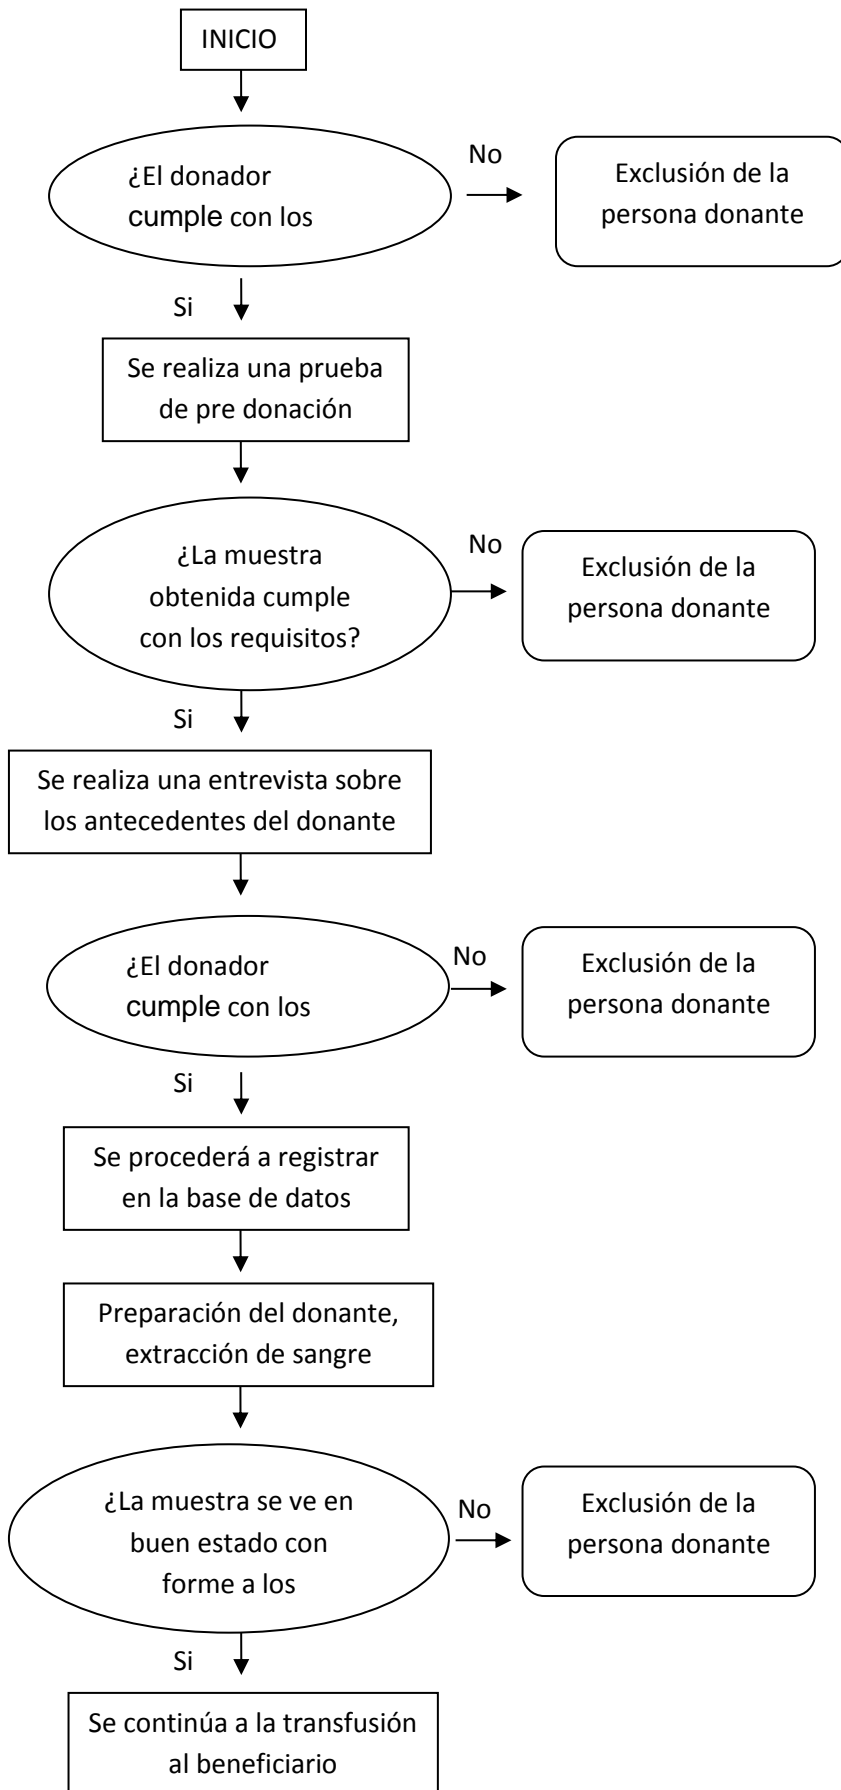 INICIO
¿El donador
cumple con los
No
Exclusión de la
persona donante
Si
Se realiza una prueba
de pre donación
¿La muestra
obtenida cumple
con los requisitos?
No
Exclusión de la
persona donante
Si
Se realiza una entrevista sobre
los antecedentes del donante
¿El donador
cumple con los
No
Exclusión de la
persona donante
Si
Se procederá a registrar
en la base de datos
Preparación del donante,
extracción de sangre
¿La muestra se ve en
buen estado con
forme a los
No
Exclusión de la
persona donante
Si
Se continúa a la transfusión
al beneficiario